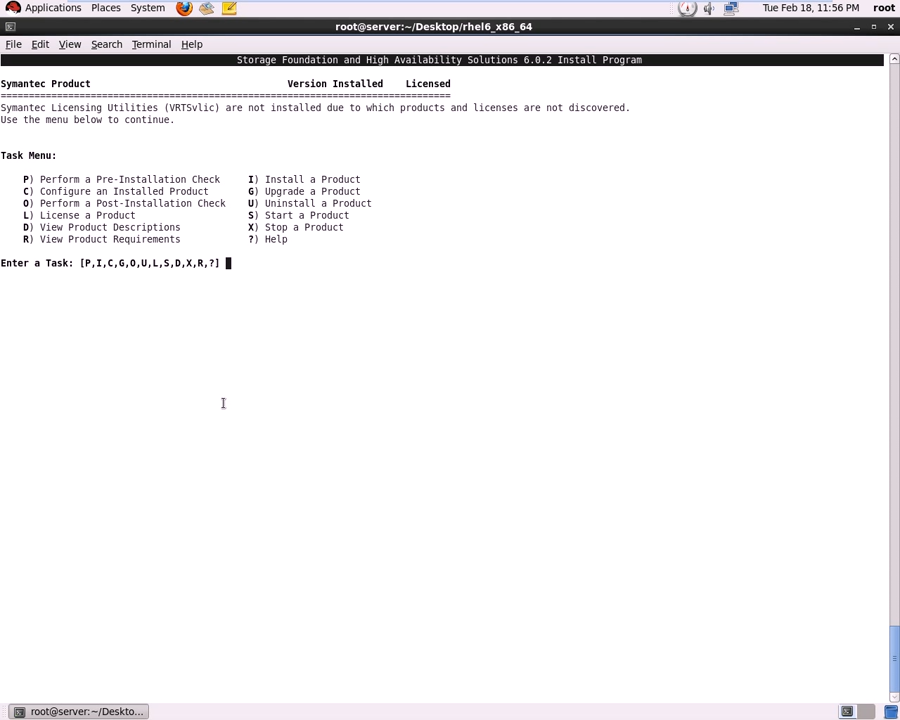 Applications Places System Tue Feb 18, 11:56 PM root
root@server:~/Desktop/rhel6_x86_64
File Edit View Search Terminal Help
Storage Foundation and High Availability Solutions 6.0.2 Install Program
Symantec Product Version Installed Licensed
================================================================================
Symantec Licensing Utilities (VRTSvlic) are not installed due to which products and licenses are not discovered.
Use the menu below to continue.
Task Menu:
P) Perform a Pre-Installation Check I) Install a Product
C) Configure an Installed Product G) Upgrade a Product
O) Perform a Post-Installation Check U) Uninstall a Product
L) License a Product S) Start a Product
D) View Product Descriptions X) Stop a Product
R) View Product Requirements ?) Help
Enter a Task: [P,I,C,G,O,U,L,S,D,X,R,?]
root@server:~/Deskto...